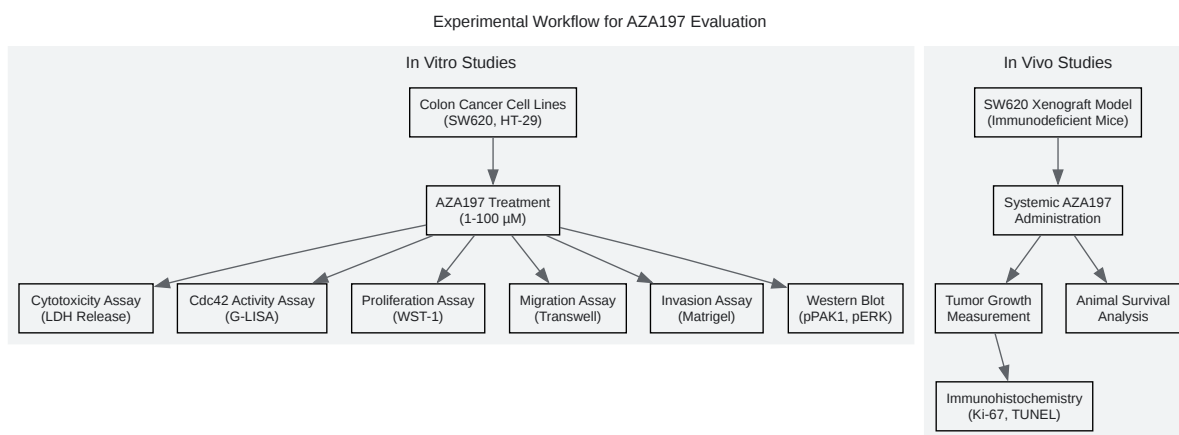 Experimental Workflow for AZA197 Evaluation
In Vitro Studies
Colon Cancer Cell Lines
(SW620, HT-29)
AZA197 Treatment
(1-100 µM)
Cytotoxicity Assay
(LDH Release)
Cdc42 Activity Assay
(G-LISA)
Proliferation Assay
(WST-1)
Migration Assay
(Transwell)
Invasion Assay
(Matrigel)
Western Blot
(pPAK1, pERK)
In Vivo Studies
SW620 Xenograft Model
(Immunodeficient Mice)
Systemic AZA197
Administration
Tumor Growth
Measurement
Animal Survival
Analysis
Immunohistochemistry
(Ki-67, TUNEL)